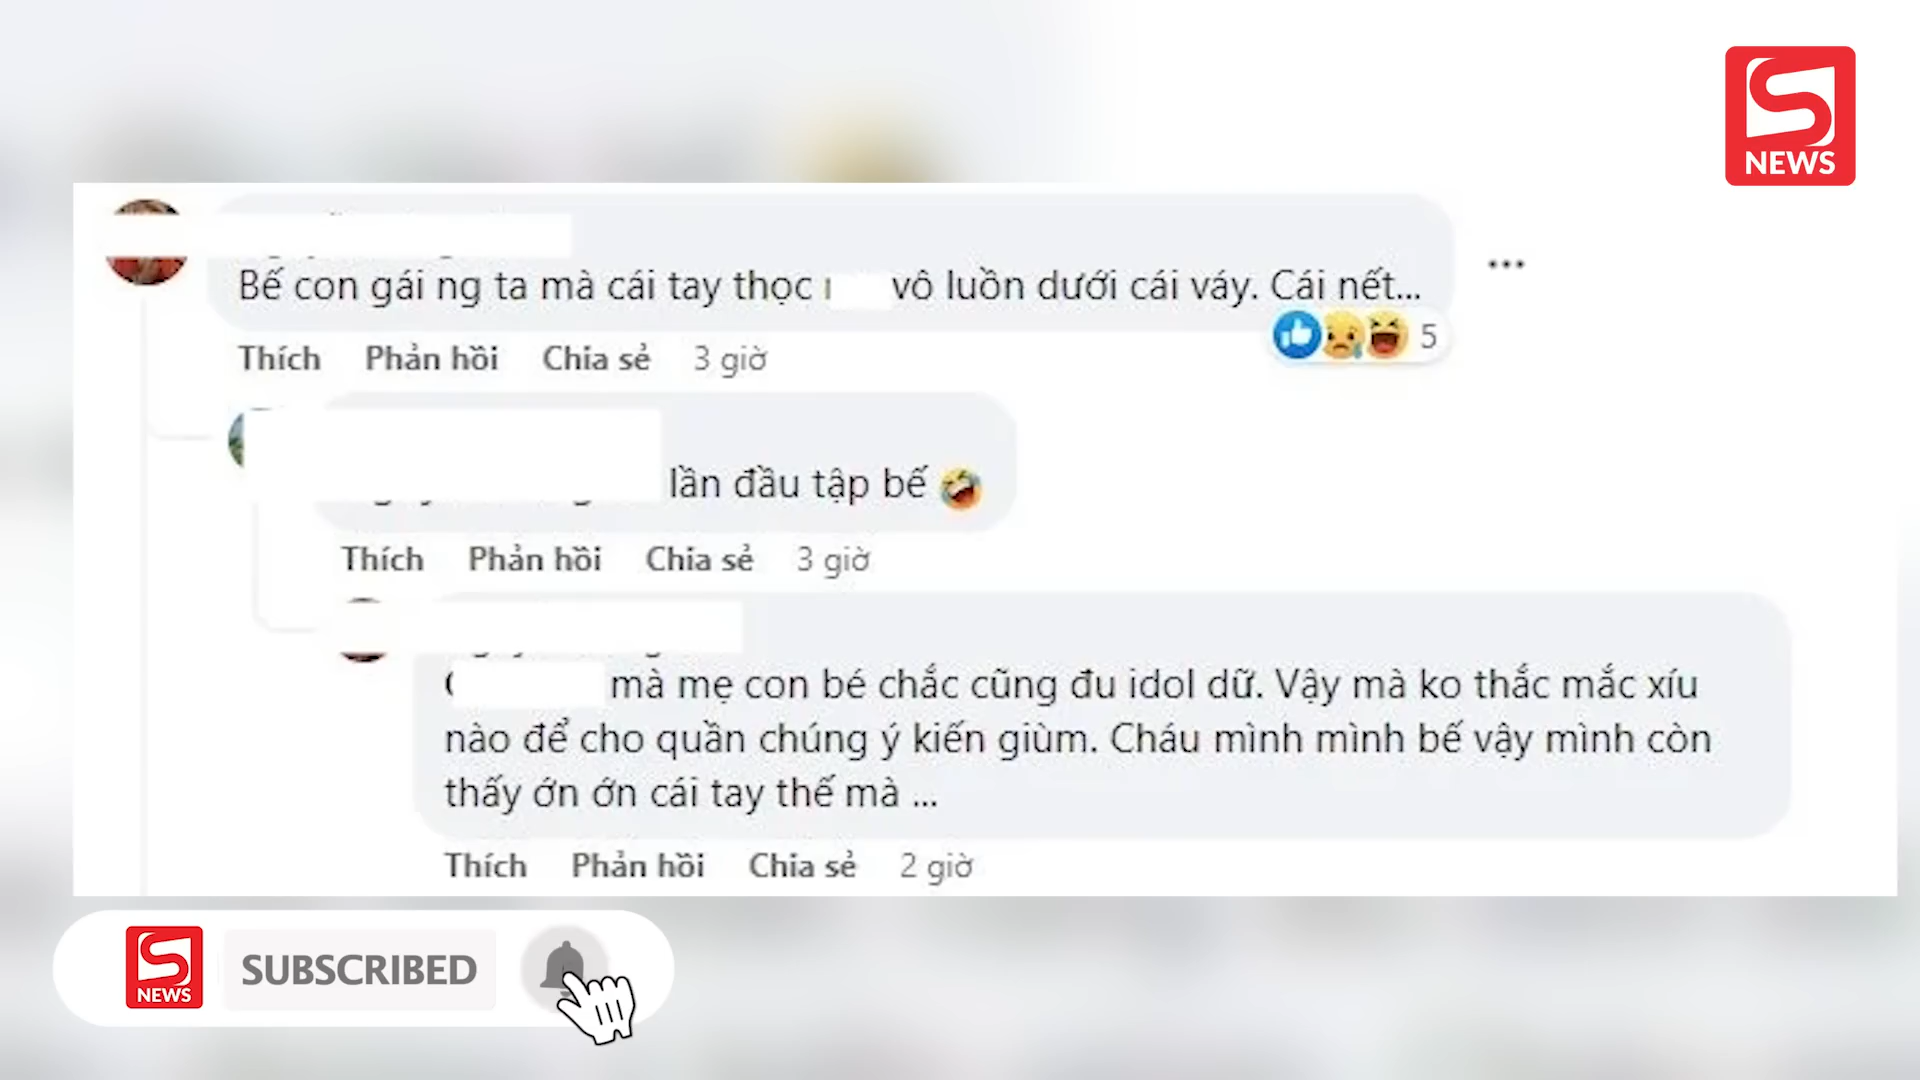 S
NEWS
Bế con gái ng ta mà cái tay thọc vô luồn dưới cái váy. Cái nết...
5
Thích Phản hồi Chia sẻ 3 giờ
lần đầu tập bế
Thích Phản hồi Chia sẻ 3 giờ
mà mẹ con bé chắc cũng đu idol dữ. Vậy mà ko thắc mắc xíu
nào để cho quần chúng ý kiến giùm. Cháu mình mình bế vậy mình còn
thấy ớn ớn cái tay thế mà ...
Thích Phản hồi Chia sẻ 2 giờ
S
NEWS
SUBSCRIBED